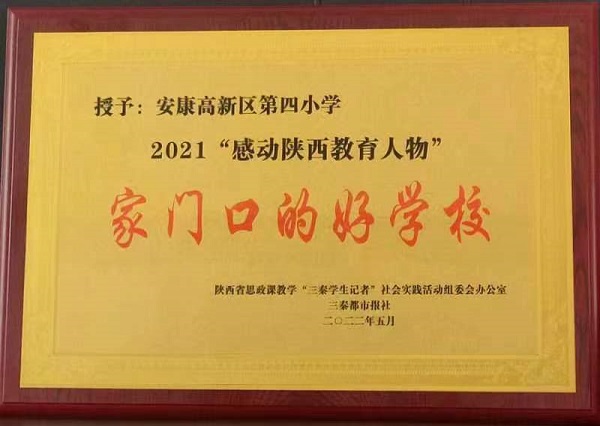 授予：安康高新区第四小学
2021“感动陕西教育人物”
家门口的好学校
陕西省思政课教学“三秦学生记者”社会实践活动组委会办公室
三秦都市报社
二〇二二年五月